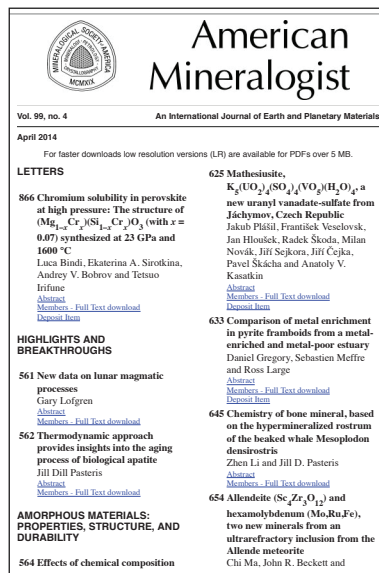 MINERALOGICAL SOCIETY OF AMERICA
MINERALOGY PETROLOGY
CRYSTALLOGRAPHY
MCMXIX
American
Mineralogist
Vol. 99, no. 4
An International Journal of Earth and Planetary Materials
April 2014
For faster downloads low resolution versions (LR) are available for PDFs over 5 MB.
LETTERS
866 Chromium solubility in perovskite
at high pressure: The structure of
(Mg1–xCrx)(Si1–xCrx)O3 (with x =
0.07) synthesized at 23 GPa and
1600 °C
Luca Bindi, Ekaterina A. Sirotkina,
Andrey V. Bobrov and Tetsuo
Irifune
Abstract
Members - Full Text download
Deposit Item
HIGHLIGHTS AND
BREAKTHROUGHS
561 New data on lunar magmatic
processes
Gary Lofgren
Abstract
Members - Full Text download
562 Thermodynamic approach
provides insights into the aging
process of biological apatite
Jill Dill Pasteris
Abstract
Members - Full Text download
AMORPHOUS MATERIALS:
PROPERTIES, STRUCTURE, AND
DURABILITY
564 Effects of chemical composition
625 Mathesiusite,
K5(UO2)4(SO4)4(VO5)(H2O)4, a
new uranyl vanadate-sulfate from
Jáchymov, Czech Republic
Jakub Plášil, František Veselovsk,
Jan Hloušek, Radek Škoda, Milan
Novák, Jiří Sejkora, Jiří Čejka,
Pavel Škácha and Anatoly V.
Kasatkin
Abstract
Members - Full Text download
633 Comparison of metal enrichment
in pyrite framboids from a metal-
enriched and metal-poor estuary
Daniel Gregory, Sebastien Meffre
and Ross Large
Abstract
Members - Full Text download
Deposit Item
645 Chemistry of bone mineral, based
on the hypermineralized rostrum
of the beaked whale Mesoplodon
densirostris
Zhen Li and Jill D. Pasteris
Abstract
Members - Full Text download
654 Allendeite (Sc4Zr3O12) and
hexamolybdenum (Mo,Ru,Fe),
two new minerals from an
ultrarefractory inclusion from the
Allende meteorite
Chi Ma, John R. Beckett and